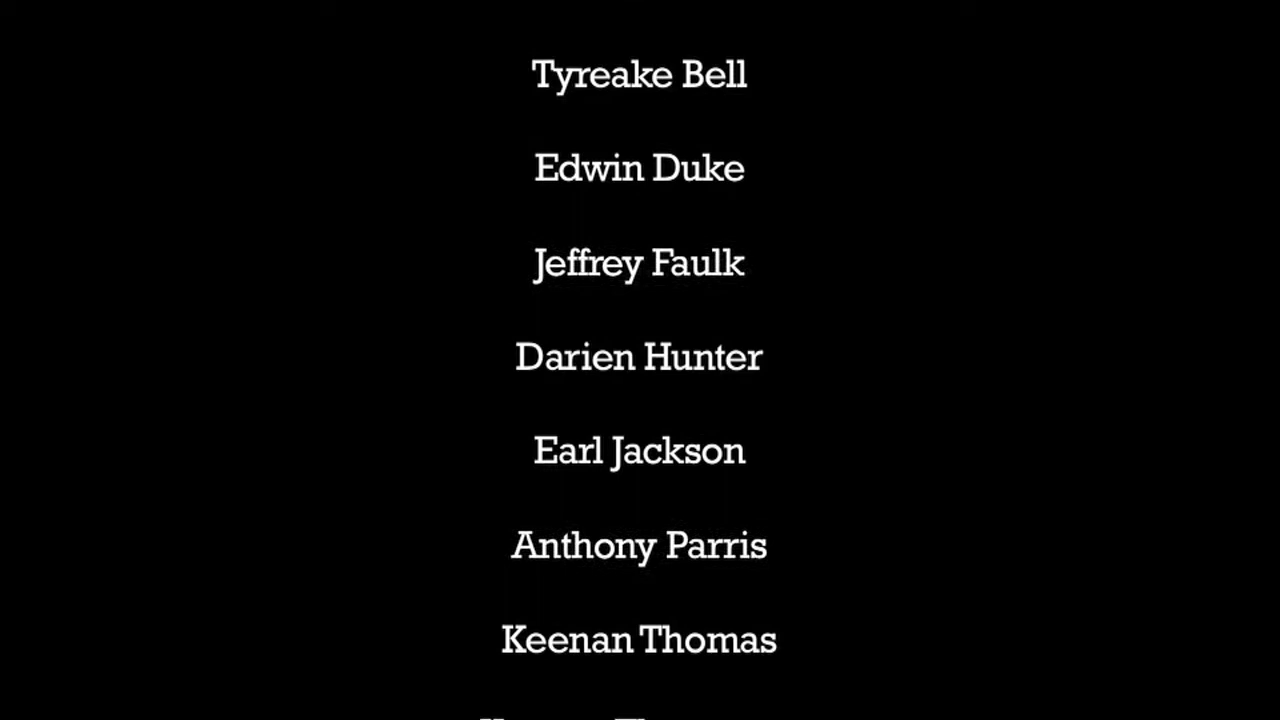 Tyreake Bell
Edwin Duke
Jeffrey Faulk
Darien Hunter
Earl Jackson
Anthony Parris
Keenan Thomas